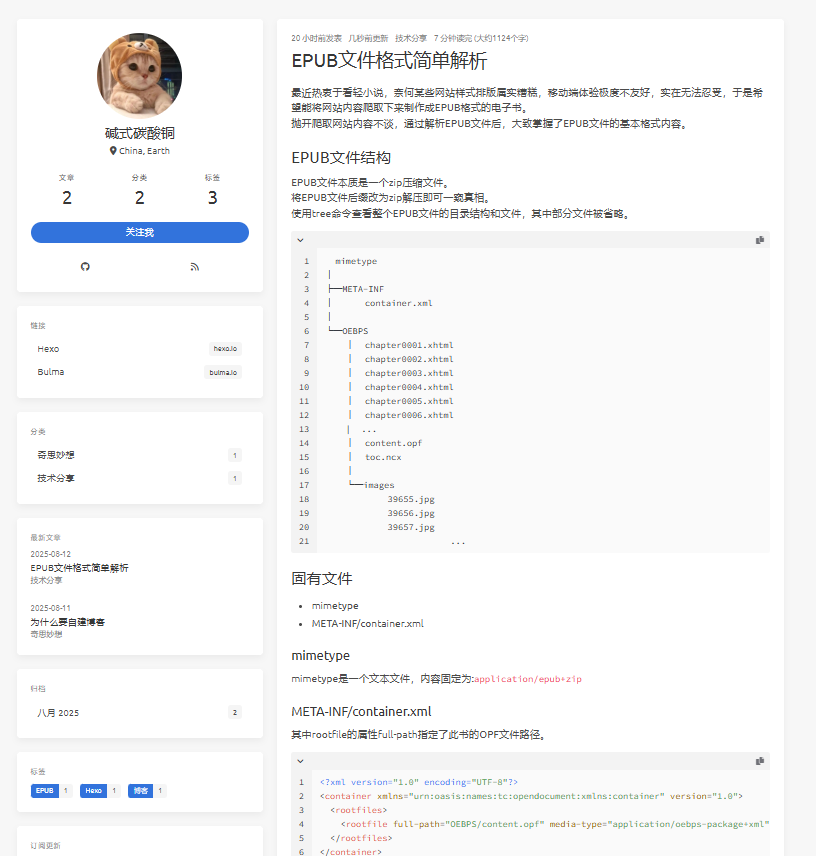 碱式碳酸铜
China, Earth
文章
分类
标签
2
2
3
关注我
链接
Hexo
hexo.io
Bulma
bulma.io
分类
奇思妙想
1
技术分享
1
最新文章
2025-08-12
EPUB文件格式简单解析
技术分享
2025-08-11
为什么要自建博客
奇思妙想
归档
八月 2025
2
标签
EPUB 1 Hexo 1 博客 1
订阅更新
20 小时前发表 几秒前更新 技术分享 7 分钟读完 (大约1124个字)
EPUB文件格式简单解析
最近热衷于看轻小说，奈何某些网站样式排版属实糟糕，移动端体验极度不友好，实在无法忍受，于是希
望能将网站内容爬取下来制作成EPUB格式的电子书。
抛开爬取网站内容不谈，通过解析EPUB文件后，大致掌握了EPUB文件的基本格式内容。
EPUB文件结构
EPUB文件本质是一个zip压缩文件。
将EPUB文件后缀改为zip解压即可一窥真相。
使用tree命令查看整个EPUB文件的目录结构和文件，其中部分文件被省略。
1 mimetype
2 │
3 ├──META-INF
4 │ container.xml
5 │
6 └──OEBPS
7 │ chapter0001.xhtml
8 │ chapter0002.xhtml
9 │ chapter0003.xhtml
10 │ chapter0004.xhtml
11 │ chapter0005.xhtml
12 │ chapter0006.xhtml
13 | ...
14 │ content.opf
15 │ toc.ncx
16 │
17 └──images
18 39655.jpg
19 39656.jpg
20 39657.jpg
21 ...
固有文件
• mimetype
• META-INF/container.xml
mimetype
mimetype是一个文本文件，内容固定为:application/epub+zip
META-INF/container.xml
其中rootfile的属性full-path指定了此书的OPF文件路径。
1 <?xml version="1.0" encoding="UTF-8"?>
2 <container xmlns="urn:oasis:names:tc:opendocument:xmlns:container" version="1.0">
3 <rootfiles>
4 <rootfile full-path="OEBPS/content.opf" media-type="application/oebps-package+xml"
5 </rootfiles>
6 </container>